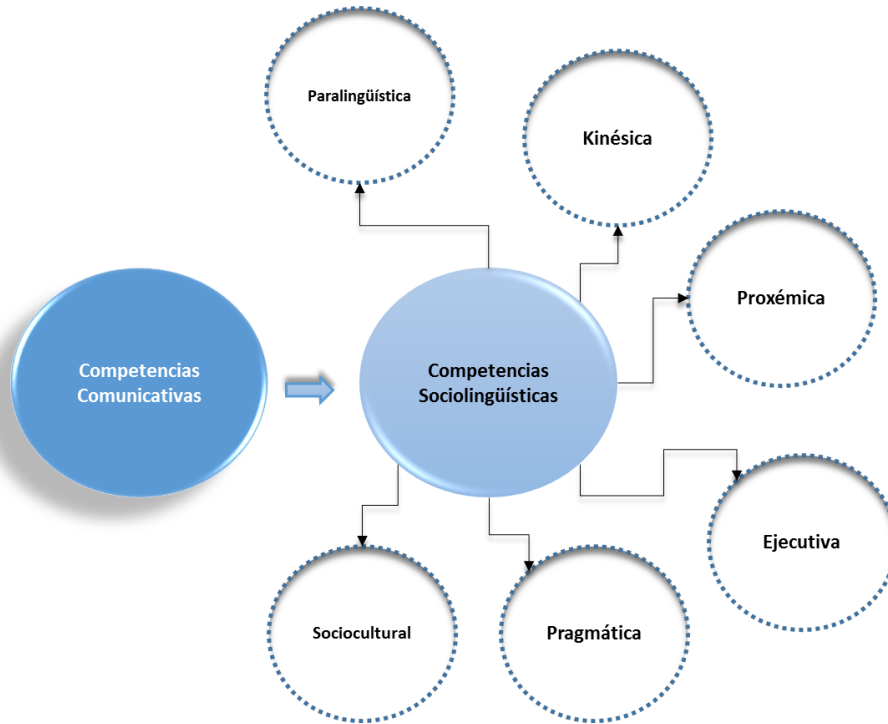 Paralingüística
Kinésica
Proxémica
Competencias
Comunicativas
Competencias
Sociolingüísticas
Ejecutiva
Sociocultural
Pragmática